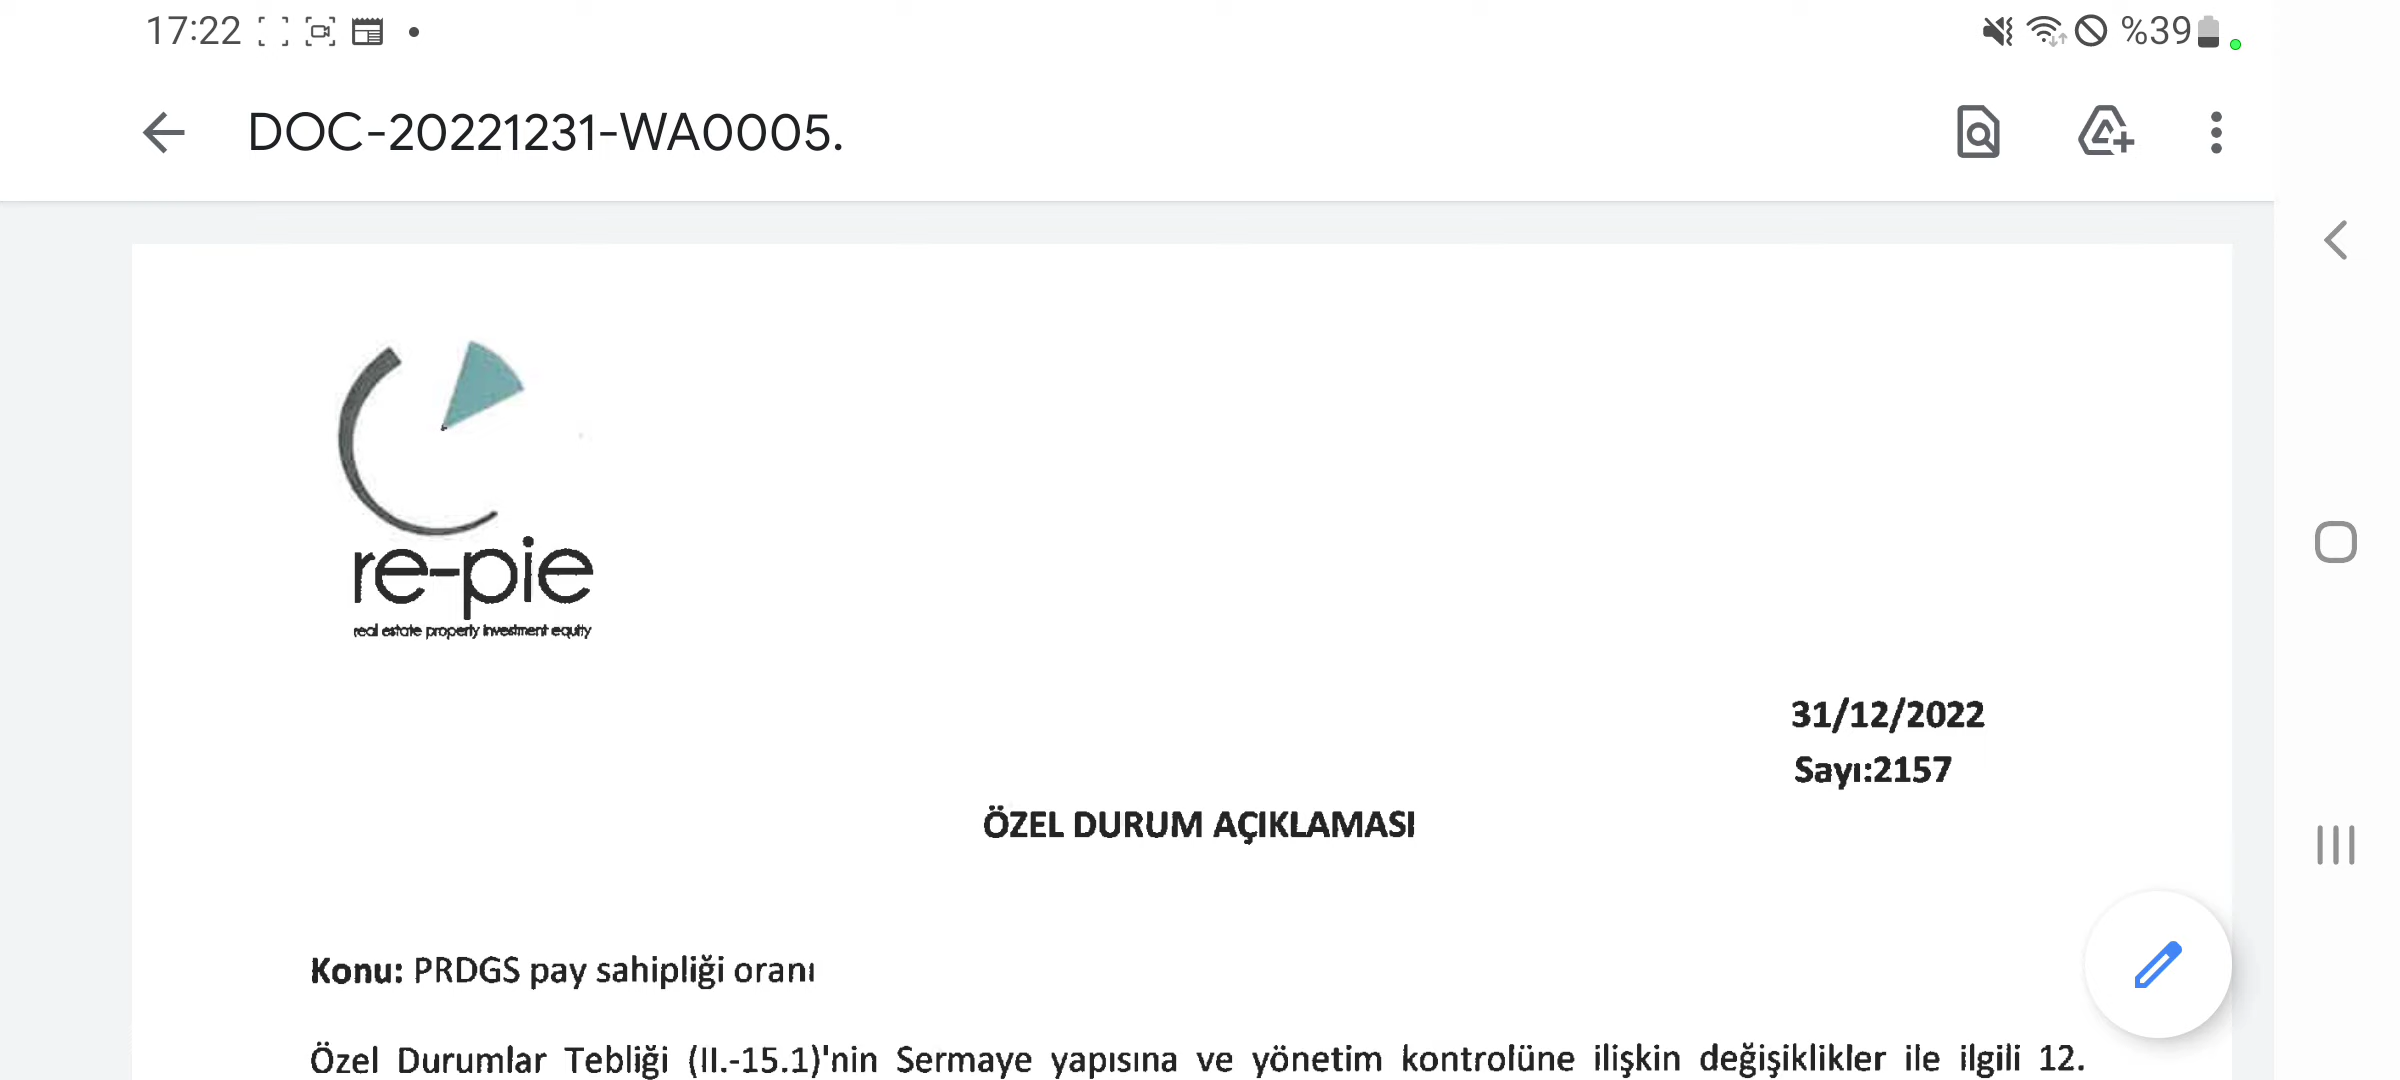 17:22
%39
DOC-20221231-WA0005.
re-pie
real estate property investment equity
31/12/2022
Sayı:2157
ÖZEL DURUM AÇIKLAMASI
Konu: PRDGS pay sahipliği oranı
Özel Durumlar Tebliği (II.-15.1)'nin Sermaye yapısına ve yönetim kontrolüne ilişkin değişiklikler ile ilgili 12.